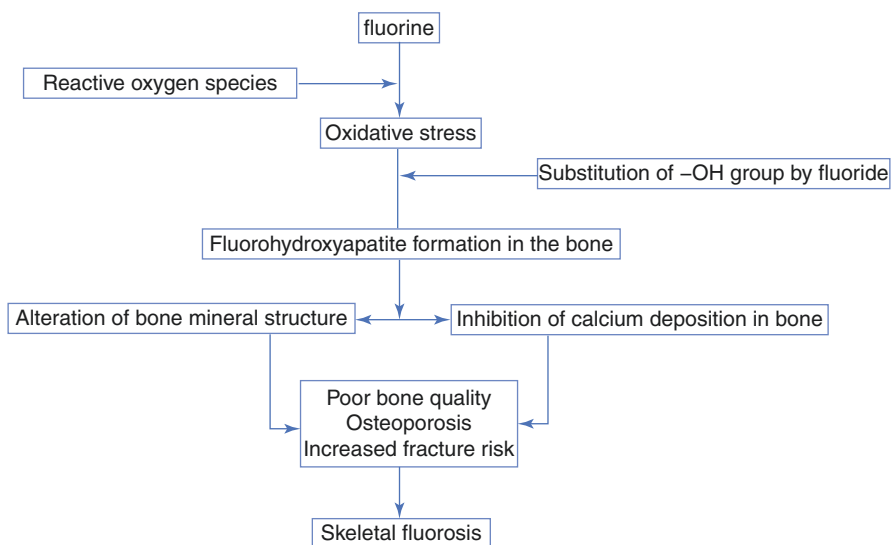 fluorine
Reactive oxygen species
Oxidative stress
Substitution of –OH group by fluoride
Fluorohydroxyapatite formation in the bone
Alteration of bone mineral structure
Inhibition of calcium deposition in bone
Poor bone quality
Osteoporosis
Increased fracture risk
Skeletal fluorosis